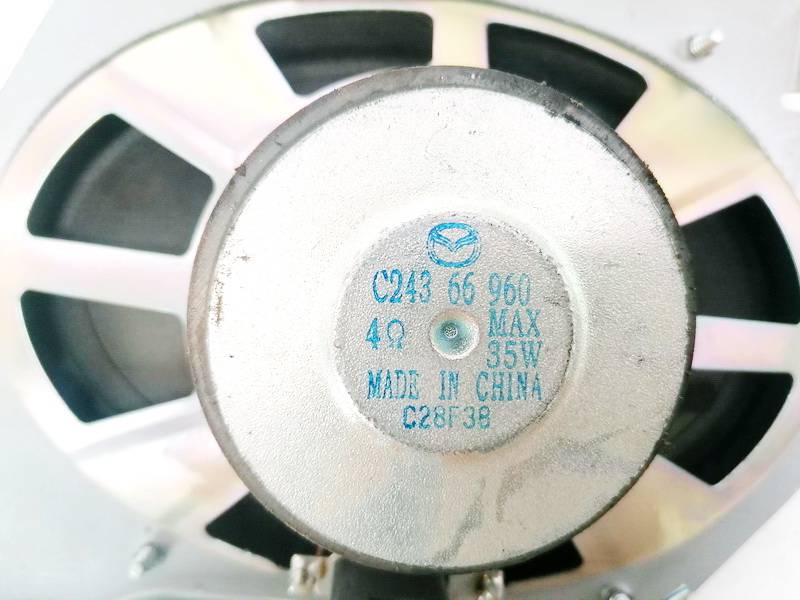 C243 66 960
4Ω MAX
35W
MADE IN CHINA
C28F38